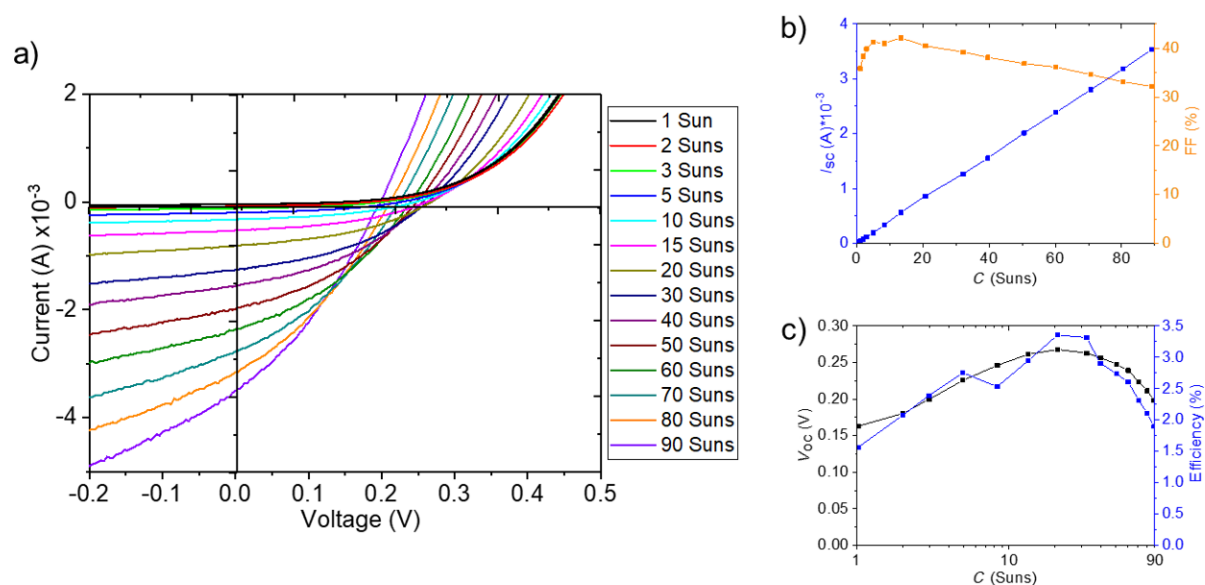 a)
Current (A) x10⁻³
2
0
-2
-4
-0.2 -0.1 0.0 0.1 0.2 0.3 0.4 0.5
Voltage (V)
1 Sun
2 Suns
3 Suns
5 Suns
10 Suns
15 Suns
20 Suns
30 Suns
40 Suns
50 Suns
60 Suns
70 Suns
80 Suns
90 Suns
b)
Isc (A)*10⁻³
4
3
2
1
0
0 20 40 60 80
C (Suns)
40
30
20
10
0
FF (%)
c)
Voc (V)
0.30
0.25
0.20
0.15
0.10
0.05
0.00
1 10 90
C (Suns)
3.5
3.0
2.5
2.0
1.5
1.0
0.5
0.0
Efficiency (%)